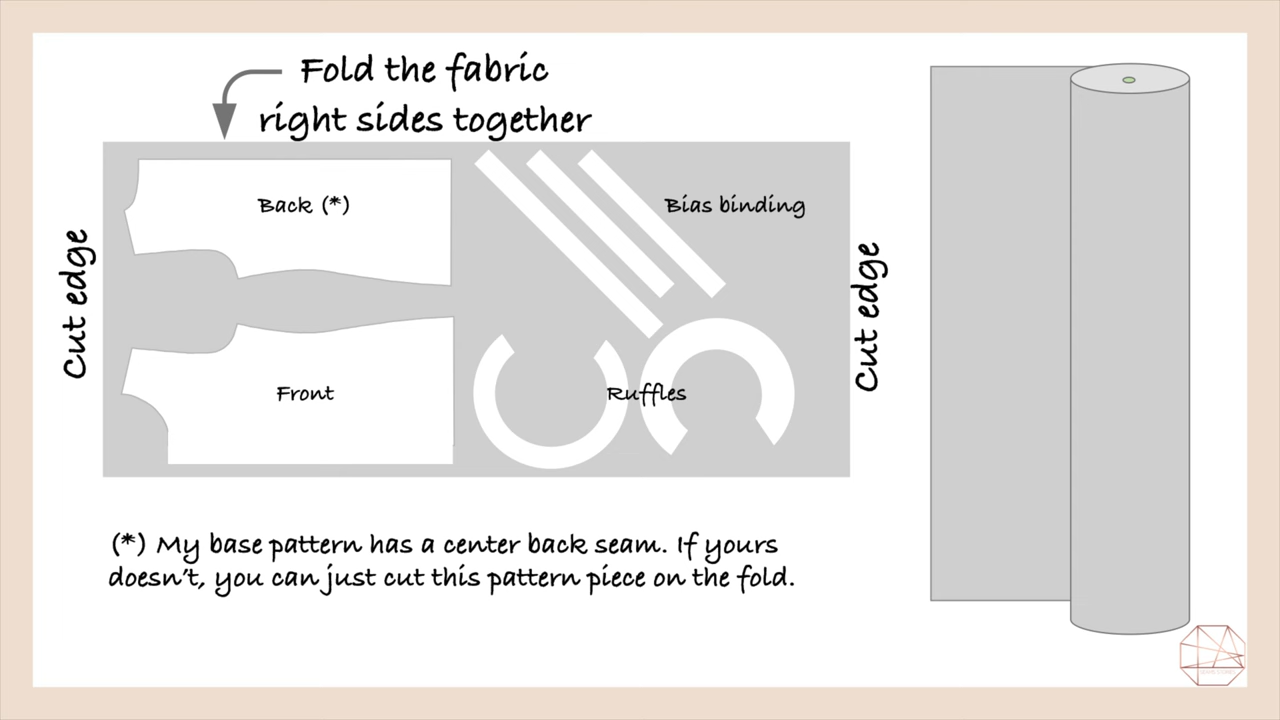 Fold the fabric
right sides together
Cut edge
Back (*)
Bias binding
Cut edge
Front
Ruffles
(*) My base pattern has a center back seam. If yours
doesn't, you can just cut this pattern piece on the fold.